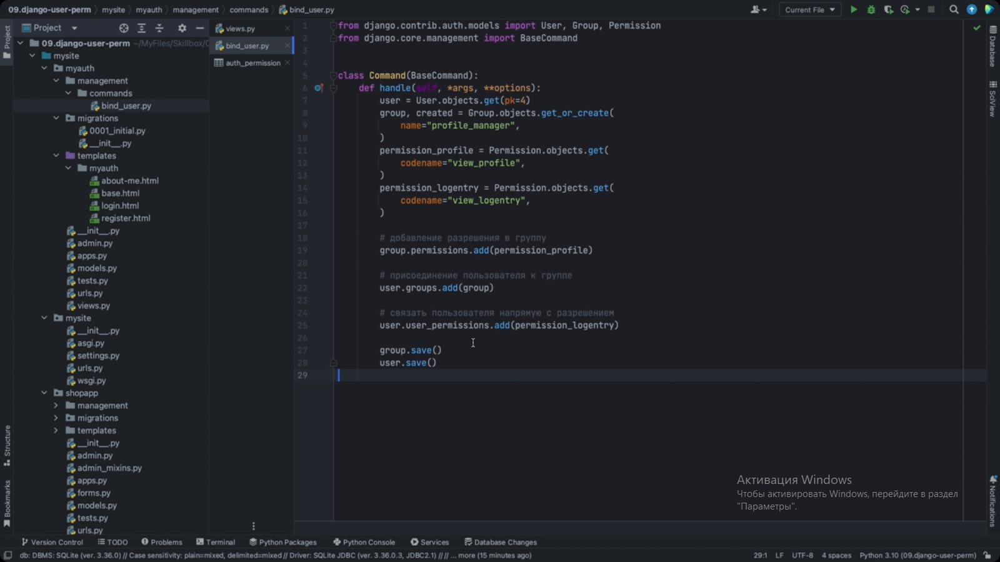 09.django-user-perm mysite myauth management commands bind_user.py
Current File
Project
09.django-user-perm ~/MyFiles/Skillbox/
mysite
myauth
management
commands
bind_user.py
migrations
0001_initial.py
__init__.py
templates
myauth
about-me.html
base.html
login.html
register.html
__init__.py
admin.py
apps.py
models.py
tests.py
urls.py
views.py
mysite
__init__.py
asgi.py
settings.py
urls.py
wsgi.py
shopapp
management
migrations
templates
__init__.py
admin.py
admin_mixins.py
apps.py
forms.py
models.py
tests.py
urls.py
Project
Structure
Bookmarks
views.py
bind_user.py
auth_permission
1 from django.contrib.auth.models import User, Group, Permission
2 from django.core.management import BaseCommand
3
4
5 class Command(BaseCommand):
6 def handle(self, *args, **options):
7 user = User.objects.get(pk=4)
8 group, created = Group.objects.get_or_create(
9 name="profile_manager",
10 )
11 permission_profile = Permission.objects.get(
12 codename="view_profile",
13 )
14 permission_logentry = Permission.objects.get(
15 codename="view_logentry",
16 )
17
18 # добавление разрешения в группу
19 group.permissions.add(permission_profile)
20
21 # присоединение пользователя к группе
22 user.groups.add(group)
23
24 # связать пользователя напрямую с разрешением
25 user.user_permissions.add(permission_logentry)
26
27 group.save()
28 user.save()
29
Database
SciView
Notifications
Активация Windows
Чтобы активировать Windows, перейдите в раздел
"Параметры".
Version Control TODO Problems Terminal Python Packages Python Console Services Database Changes
db: DBMS: SQLite (ver. 3.36.0) // Case sensitivity: plain=mixed, delimited=mixed // Driver: SQLite JDBC (ver. 3.36.0.3, JDBC2.1) // // ... more (15 minutes ago) 29:1 LF UTF-8 4 spaces Python 3.10 (09.django-user-perm)